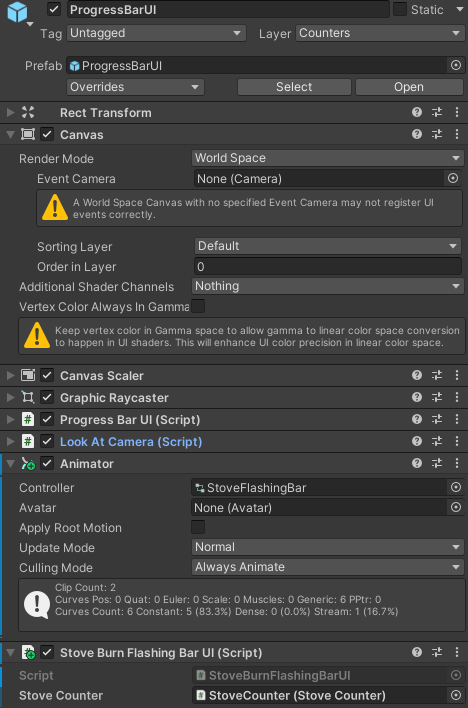 ProgressBarUI
Static
Tag Untagged Layer Counters
Prefab ProgressBarUI
Overrides Select Open
Rect Transform
Canvas
Render Mode World Space
Event Camera None (Camera)
A World Space Canvas with no specified Event Camera may not register UI
events correctly.
Sorting Layer Default
Order in Layer 0
Additional Shader Channels Nothing
Vertex Color Always In Gamma
Keep vertex color in Gamma space to allow gamma to linear color space conversion
to happen in UI shaders. This will enhance UI color precision in linear color space.
Canvas Scaler
Graphic Raycaster
Progress Bar UI (Script)
Look At Camera (Script)
Animator
Controller StoveFlashingBar
Avatar None (Avatar)
Apply Root Motion
Update Mode Normal
Culling Mode Always Animate
Clip Count: 2
Curves Pos: 0 Quat: 0 Euler: 0 Scale: 0 Muscles: 0 Generic: 6 PPtr: 0
Curves Count: 6 Constant: 5 (83.3%) Dense: 0 (0.0%) Stream: 1 (16.7%)
Stove Burn Flashing Bar UI (Script)
Script StoveBurnFlashingBarUI
Stove Counter StoveCounter (Stove Counter)